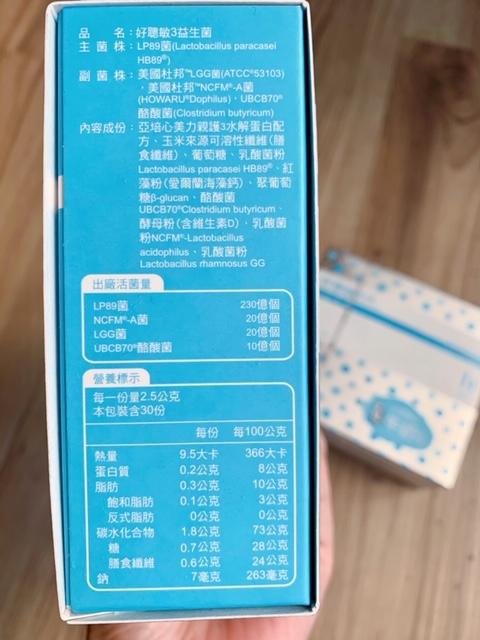 品名：好聰敏3益生菌
主菌株：LP89菌(Lactobacillus paracasei
HB89®)
副菌株：美國杜邦™LGG菌(ATCC®53103)
，美國杜邦™NCFM®-A菌
(HOWARU®Dophilus)，UBCB70®
酪酸菌(Clostridium butyricum)
內容成份：亞培心美力親護3水解蛋白配
方、玉米來源可溶性纖維(膳
食纖維)、葡萄糖、乳酸菌粉
Lactobacillus paracasei HB89®、紅
藻粉(愛爾蘭海藻鈣)、聚葡萄
糖β-glucan、酪酸菌
UBCB70®Clostridium butyricum、
酵母粉(含維生素D)、乳酸菌
粉NCFM®-Lactobacillus
acidophilus、乳酸菌粉
Lactobacillus rhamnosus GG
出廠活菌量
LP89菌 230億個
NCFM®-A菌 20億個
LGG菌 20億個
UBCB70®酪酸菌 10億個
營養標示
每一份量2.5公克
本包裝含30份
每份 每100公克
熱量 9.5大卡 366大卡
蛋白質 0.2公克 8公克
脂肪 0.3公克 10公克
飽和脂肪 0.1公克 3公克
反式脂肪 0公克 0公克
碳水化合物 1.8公克 73公克
糖 0.7公克 28公克
膳食纖維 0.6公克 24公克
鈉 7毫克 263毫克